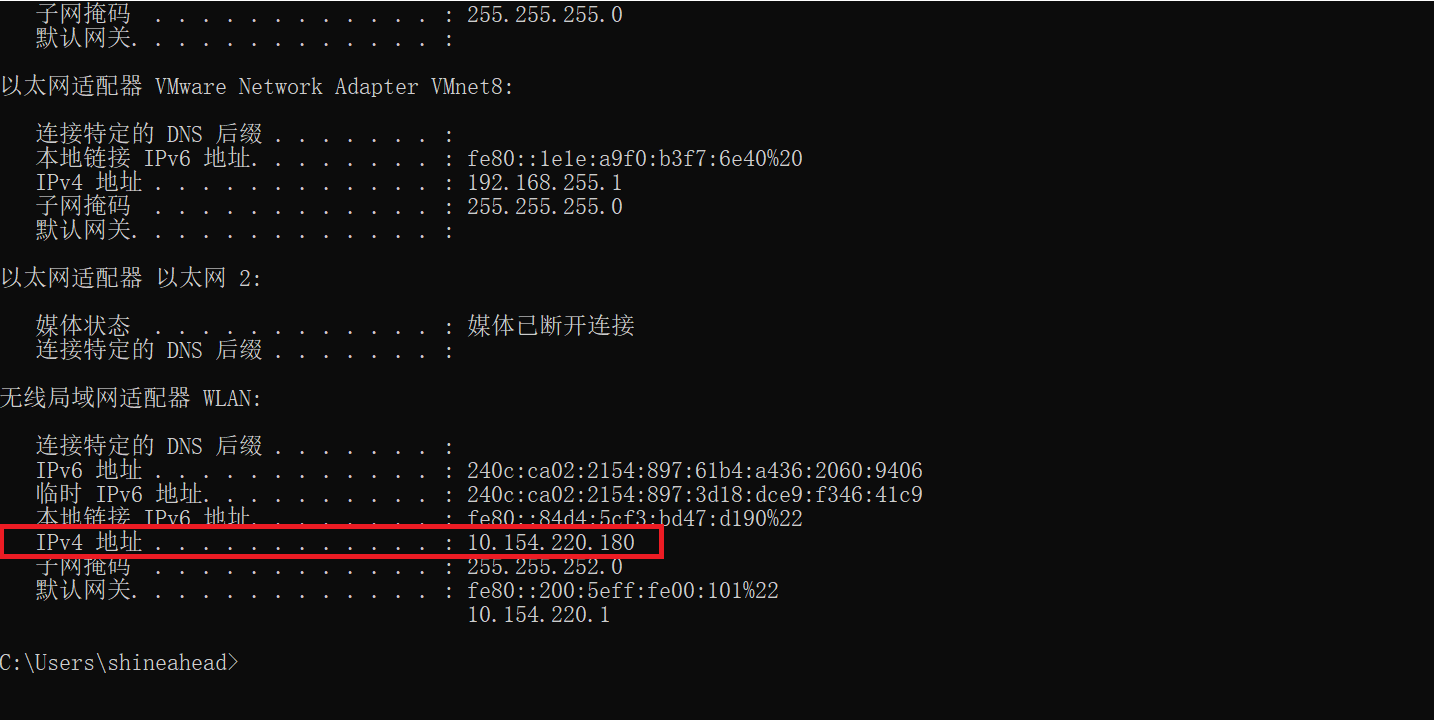 子网掩码 . . . . . . . . . . . . : 255.255.255.0
默认网关. . . . . . . . . . . . . :
以太网适配器 VMware Network Adapter VMnet8:
连接特定的 DNS 后缀 . . . . . . . :
本地链接 IPv6 地址. . . . . . . . : fe80::1e1e:a9f0:b3f7:6e40%20
IPv4 地址 . . . . . . . . . . . . : 192.168.255.1
子网掩码 . . . . . . . . . . . . : 255.255.255.0
默认网关. . . . . . . . . . . . . :
以太网适配器 以太网 2:
媒体状态 . . . . . . . . . . . . : 媒体已断开连接
连接特定的 DNS 后缀 . . . . . . . :
无线局域网适配器 WLAN:
连接特定的 DNS 后缀 . . . . . . . :
IPv6 地址 . . . . . . . . . . . . : 240c:ca02:2154:897:61b4:a436:2060:9406
临时 IPv6 地址. . . . . . . . . . : 240c:ca02:2154:897:3d18:dce9:f346:41c9
本地链接 IPv6 地址. . . . . . . . : fe80::84d4:5cf3:bd47:d190%22
IPv4 地址 . . . . . . . . . . . . : 10.154.220.180
子网掩码 . . . . . . . . . . . . : 255.255.252.0
默认网关. . . . . . . . . . . . . : fe80::200:5eff:fe00:101%22
10.154.220.1
C:\Users\shineahead>